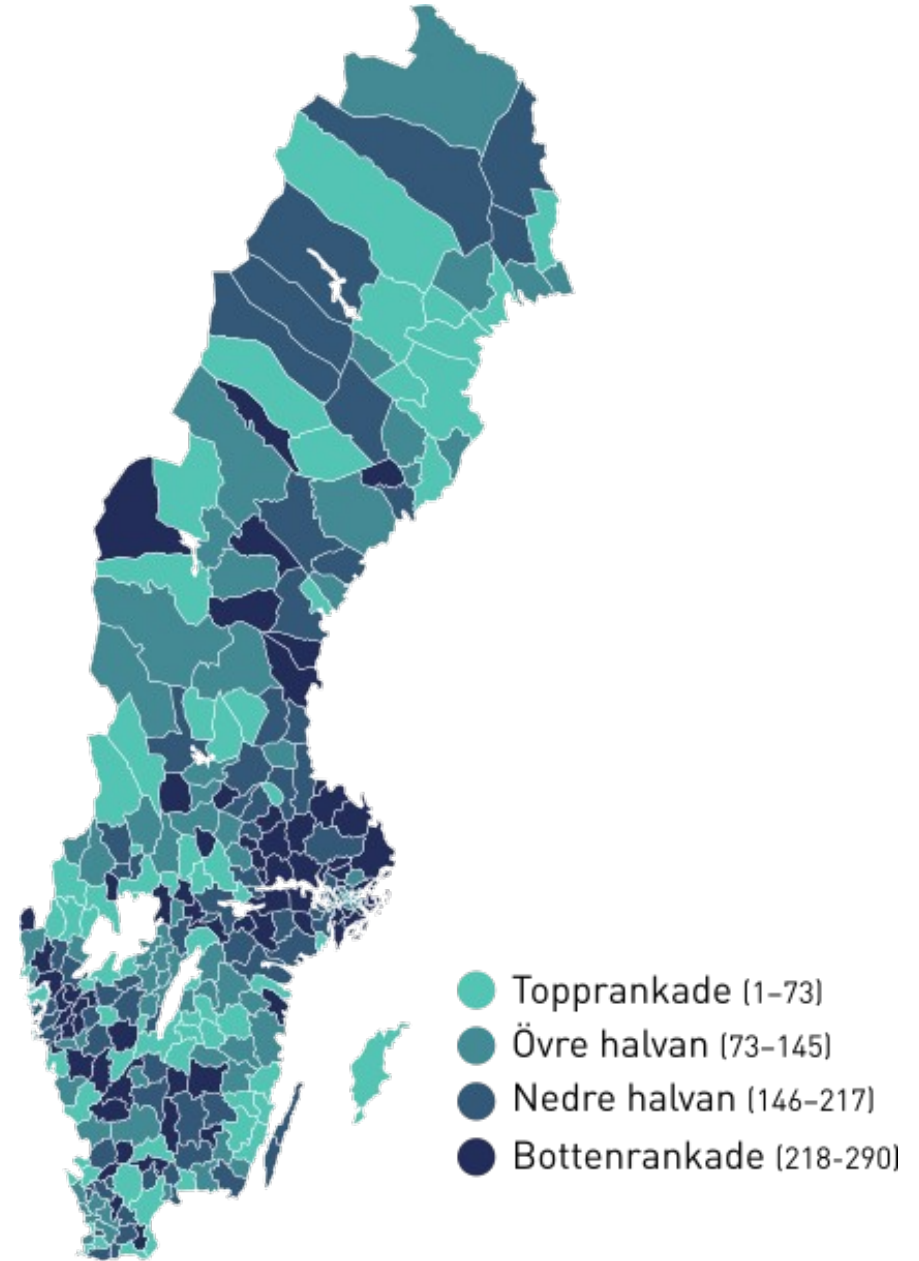 Topprankade (1–73)
Övre halvan (73–145)
Nedre halvan (146–217)
Bottenrankade (218-290)